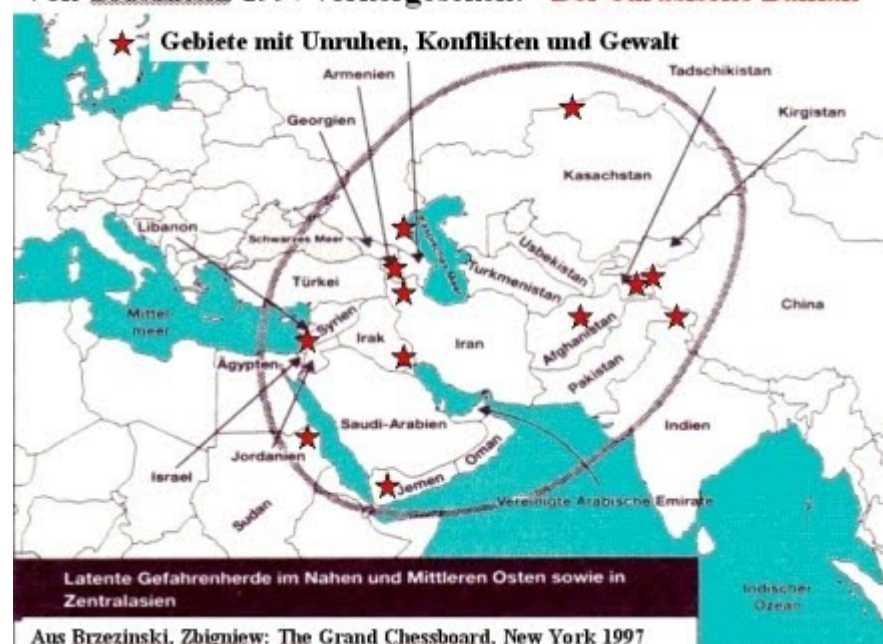 Gebiete mit Unruhen, Konflikten und Gewalt
Armenien
Tadschikistan
Georgien
Kirgistan
Kasachstan
Libanon
Schwarzes Meer
Kaspisches Meer
Usbekistan
Türkei
Turkmenistan
China
Mittel-
meer
Syrien
Irak
Iran
Afghanistan
Ägypten
Pakistan
Saudi-Arabien
Indien
Jordanien
Oman
Israel
Jemen
Vereinigte Arabische Emirate
Sudan
Latente Gefahrenherde im Nahen und Mittleren Osten sowie in
Zentralasien
Indischer
Ozean
Aus Brzezinski, Zbigniew: The Grand Chessboard, New York 1997